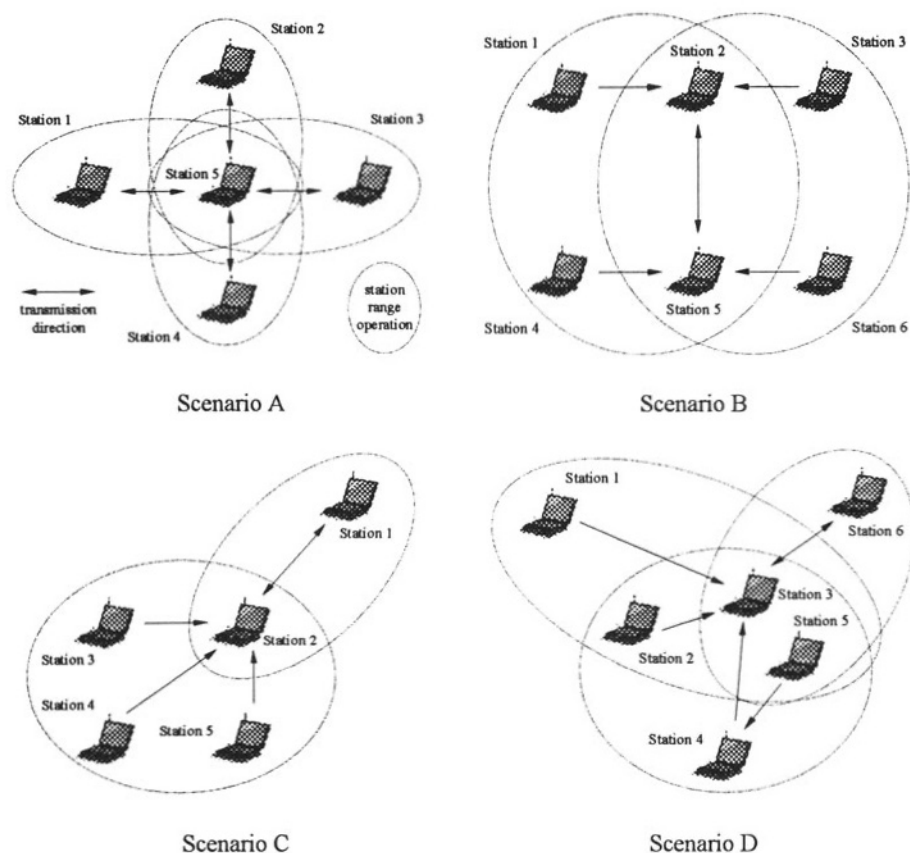 Station 2
Station 1
Station 3
Station 5
Station 4
transmission
direction
station
range
operation
Scenario A
Station 1
Station 2
Station 3
Station 4
Station 5
Station 6
Scenario B
Station 1
Station 2
Station 3
Station 4
Station 5
Scenario C
Station 1
Station 6
Station 3
Station 5
Station 2
Station 4
Scenario D